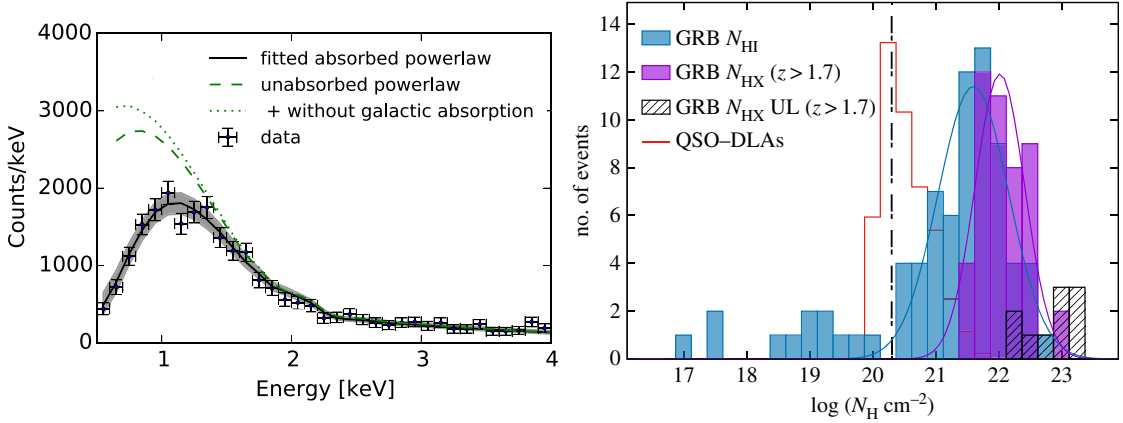 4000
3000
2000
1000
0
Counts/keV
fitted absorbed powerlaw
unabsorbed powerlaw
+ without galactic absorption
data
1
2
3
4
Energy [keV]
14
12
10
8
6
4
2
0
no. of events
GRB N_HI
GRB N_HX (z > 1.7)
GRB N_HX UL (z > 1.7)
QSO–DLAs
17
18
19
20
21
22
23
log (N_H cm⁻²)